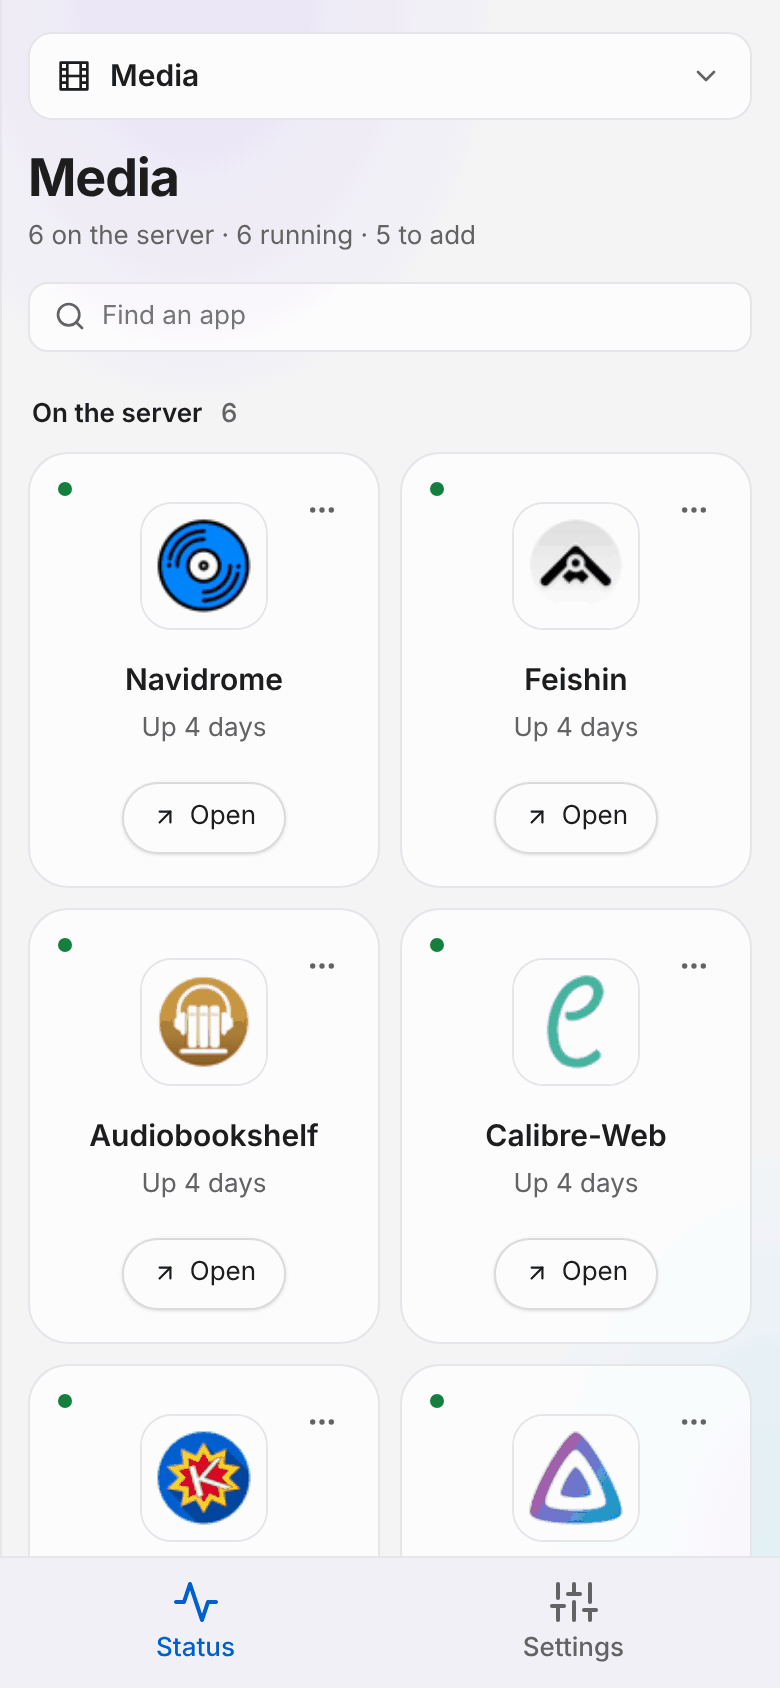 Media
Media
6 on the server · 6 running · 5 to add
Find an app
On the server 6
Navidrome
Up 4 days
Open
Feishin
Up 4 days
Open
Audiobookshelf
Up 4 days
Open
Calibre-Web
Up 4 days
Open
K
Status
Settings